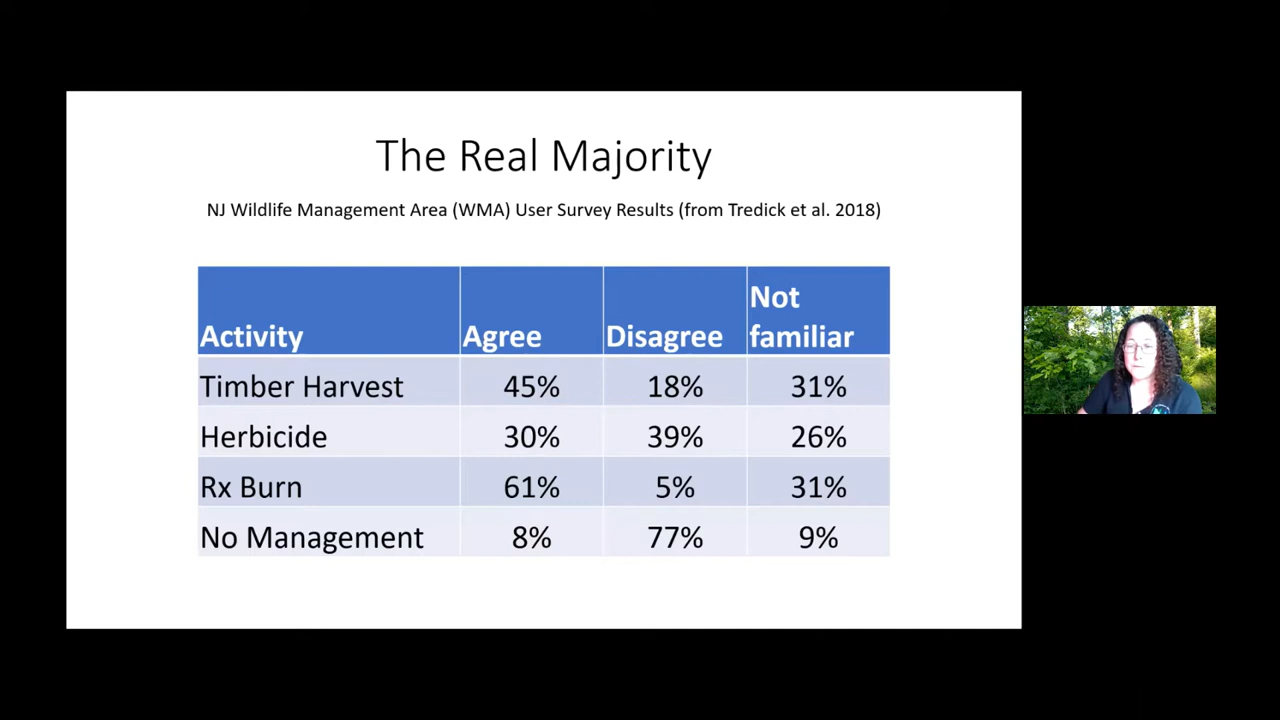 The Real Majority
NJ Wildlife Management Area (WMA) User Survey Results (from Tredick et al. 2018)
Activity Agree Disagree Not familiar
Timber Harvest 45% 18% 31%
Herbicide 30% 39% 26%
Rx Burn 61% 5% 31%
No Management 8% 77% 9%